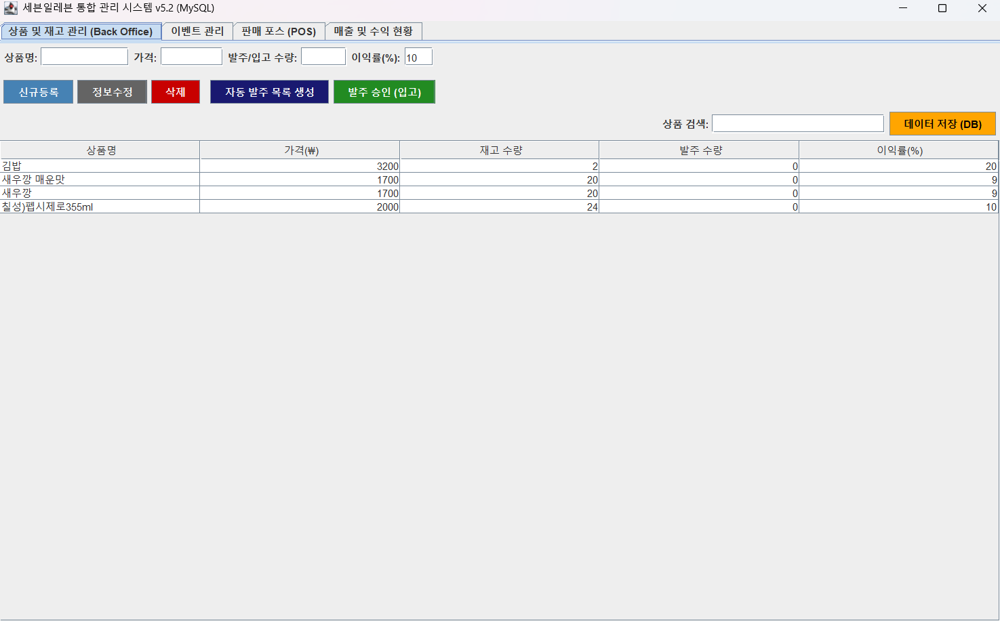 세븐일레븐 통합 관리 시스템 v5.2 (MySQL)
상품 및 재고 관리 (Back Office) 이벤트 관리 판매 포스 (POS) 매출 및 수익 현황
상품명: 가격: 발주/입고 수량: 이익률(%): 10
신규등록 정보수정 삭제 자동 발주 목록 생성 발주 승인 (입고)
상품 검색: 데이터 저장 (DB)
상품명 가격(₩) 재고 수량 발주 수량 이익률(%)
김밥 3200 2 0 20
새우깡 매운맛 1700 20 0 9
새우깡 1700 20 0 9
칠성)펩시제로355ml 2000 24 0 10